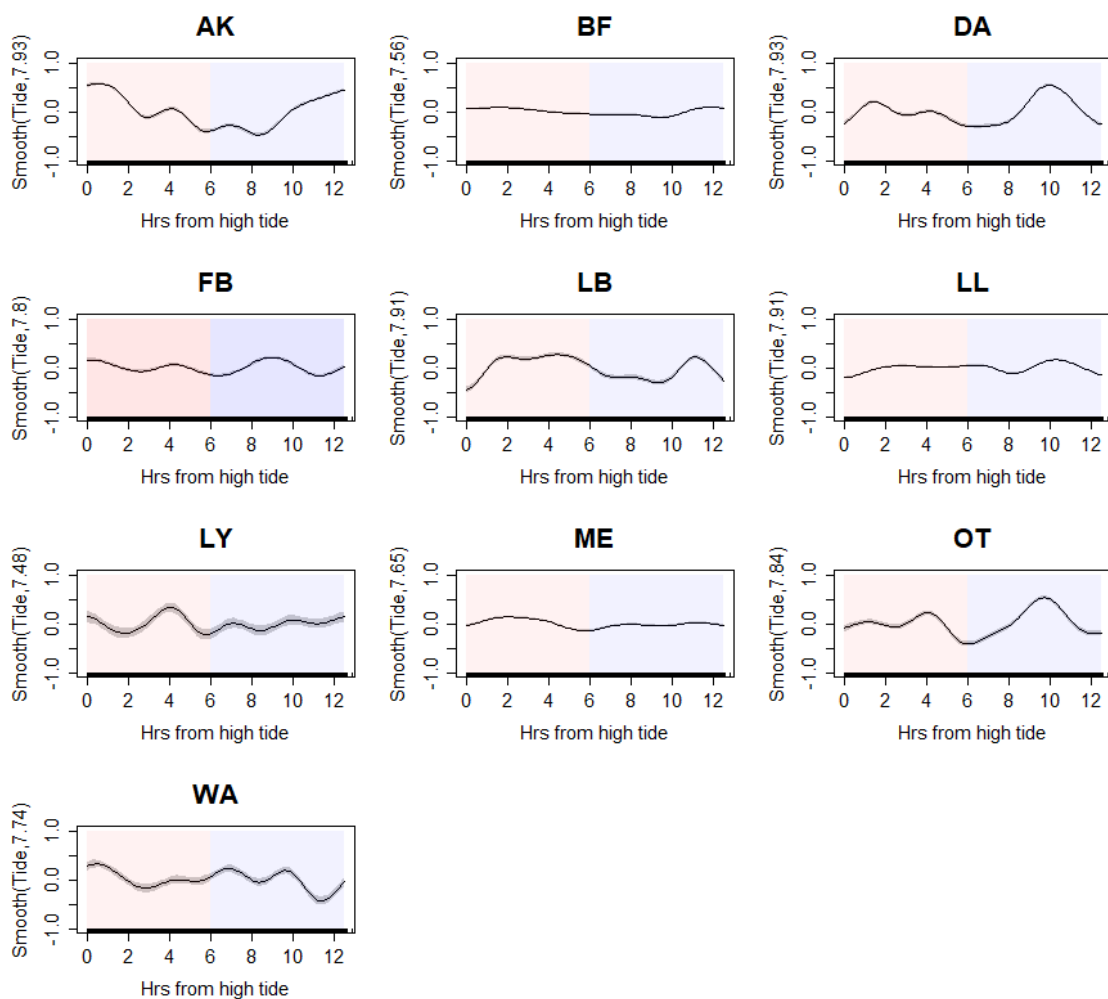 AK
Smooth(Tide,7.93)
1.0
0.0
-1.0
0 2 4 6 8 10 12
Hrs from high tide
BF
Smooth(Tide,7.56)
1.0
0.0
-1.0
0 2 4 6 8 10 12
Hrs from high tide
DA
Smooth(Tide,7.93)
1.0
0.0
-1.0
0 2 4 6 8 10 12
Hrs from high tide
FB
Smooth(Tide,7.8)
1.0
0.0
-1.0
0 2 4 6 8 10 12
Hrs from high tide
LB
Smooth(Tide,7.91)
1.0
0.0
-1.0
0 2 4 6 8 10 12
Hrs from high tide
LL
Smooth(Tide,7.91)
1.0
0.0
-1.0
0 2 4 6 8 10 12
Hrs from high tide
LY
Smooth(Tide,7.48)
1.0
0.0
-1.0
0 2 4 6 8 10 12
Hrs from high tide
ME
Smooth(Tide,7.65)
1.0
0.0
-1.0
0 2 4 6 8 10 12
Hrs from high tide
OT
Smooth(Tide,7.84)
1.0
0.0
-1.0
0 2 4 6 8 10 12
Hrs from high tide
WA
Smooth(Tide,7.74)
1.0
0.0
-1.0
0 2 4 6 8 10 12
Hrs from high tide